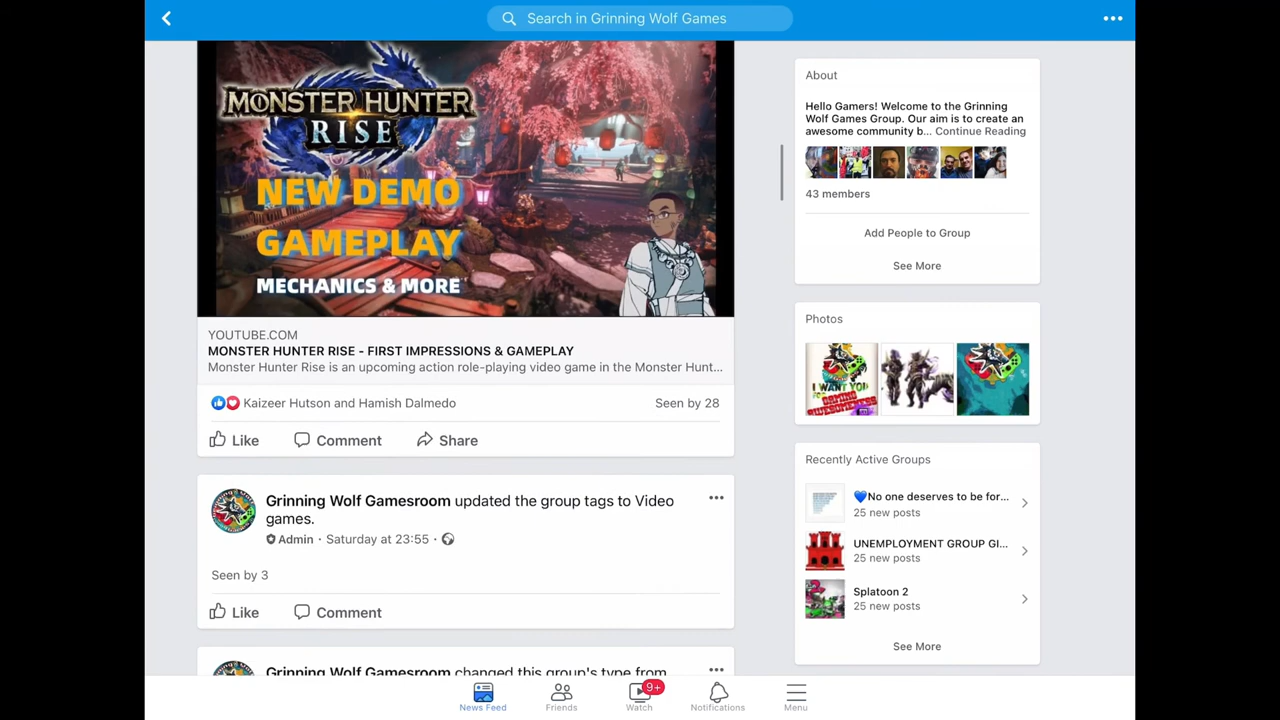 Search in Grinning Wolf Games
MONSTER HUNTER
RISE
NEW DEMO
GAMEPLAY
MECHANICS & MORE
YOUTUBE.COM
MONSTER HUNTER RISE - FIRST IMPRESSIONS & GAMEPLAY
Monster Hunter Rise is an upcoming action role-playing video game in the Monster Hunt...
Kaizeer Hutson and Hamish Dalmedo
Seen by 28
Like
Comment
Share
Grinning Wolf Gamesroom updated the group tags to Video
games.
Admin · Saturday at 23:55 ·
Seen by 3
Like
Comment
Grinning Wolf Gamesroom changed this group's type from
About
Hello Gamers! Welcome to the Grinning
Wolf Games Group. Our aim is to create an
awesome community b... Continue Reading
43 members
Add People to Group
See More
Photos
I WANT YOU
Recently Active Groups
💙No one deserves to be for...
25 new posts
UNEMPLOYMENT GROUP GI...
25 new posts
Splatoon 2
25 new posts
See More
News Feed
Friends
9+
Watch
Notifications
Menu